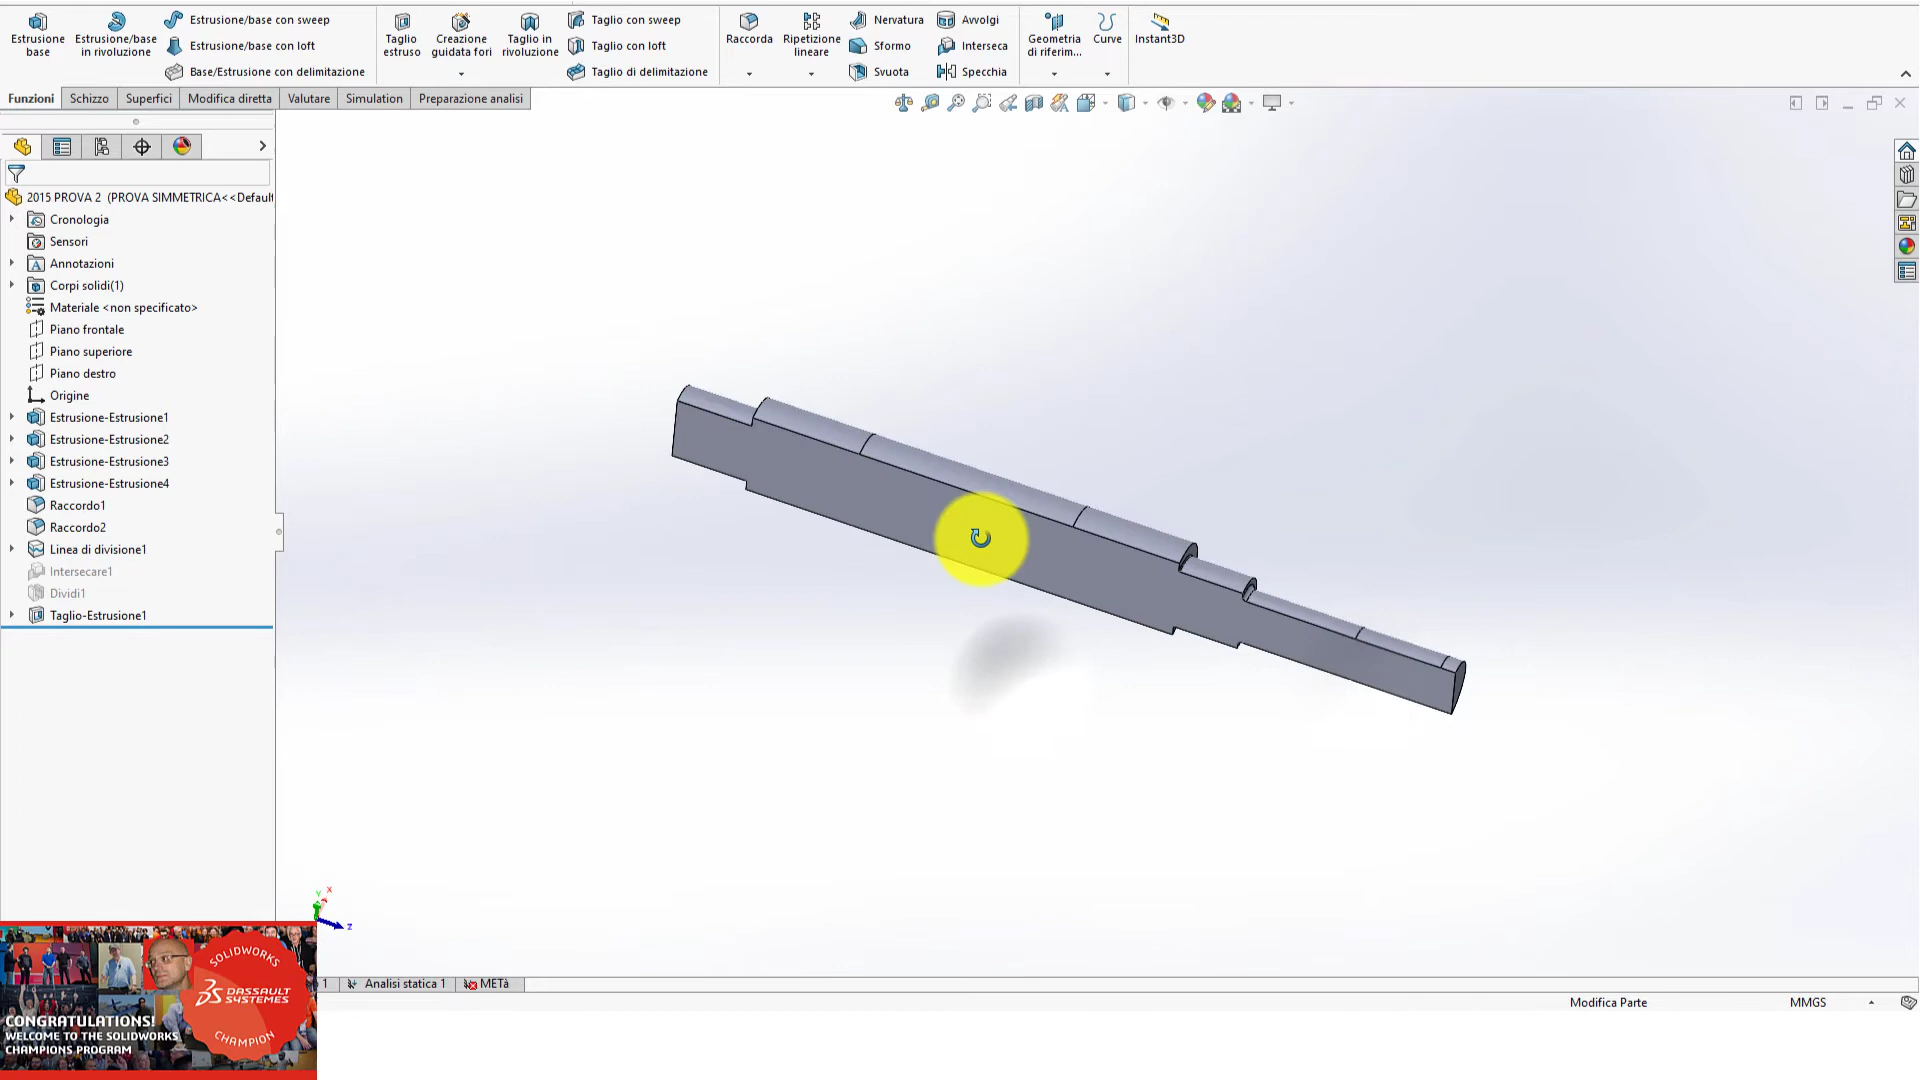 Estrusione base
Estrusione/base in rivoluzione
Estrusione/base con sweep
Estrusione/base con loft
Base/Estrusione con delimitazione
Taglio estruso
Creazione guidata fori
Taglio in rivoluzione
Taglio con sweep
Taglio con loft
Taglio di delimitazione
Raccorda
Ripetizione lineare
Nervatura
Sformo
Svuota
Avvolgi
Interseca
Specchia
Geometria di riferim...
Curve
Instant3D
Funzioni
Schizzo
Superfici
Modifica diretta
Valutare
Simulation
Preparazione analisi
2015 PROVA 2 (PROVA SIMMETRICA<<Default
Cronologia
Sensori
Annotazioni
Corpi solidi(1)
Materiale <non specificato>
Piano frontale
Piano superiore
Piano destro
Origine
Estrusione-Estrusione1
Estrusione-Estrusione2
Estrusione-Estrusione3
Estrusione-Estrusione4
Raccordo1
Raccordo2
Linea di divisione1
Intersecare1
Dividi1
Taglio-Estrusione1
Y
X
Z
1
Analisi statica 1
METà
Modifica Parte
MMGS
SOLIDWORKS
DASSAULT SYSTEMES
CHAMPION
CONGRATULATIONS!
WELCOME TO THE SOLIDWORKS
CHAMPIONS PROGRAM